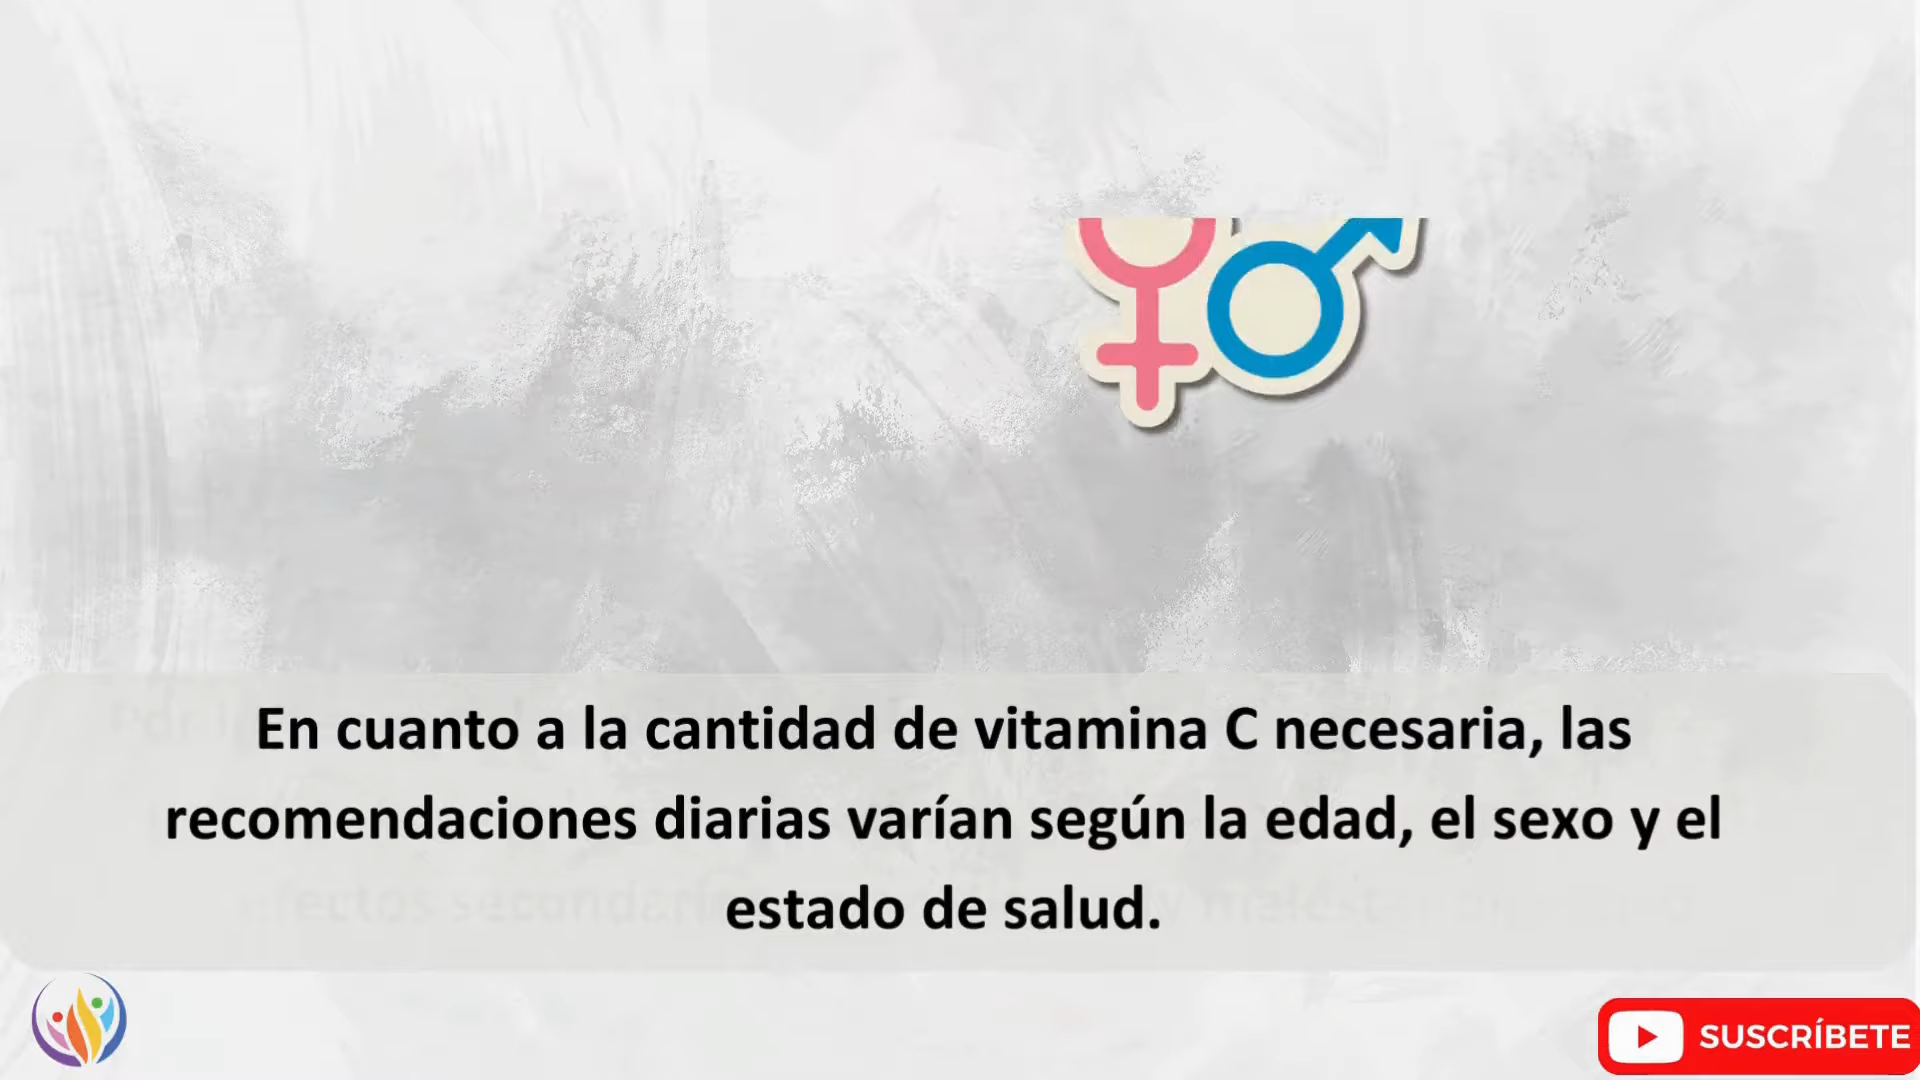 En cuanto a la cantidad de vitamina C necesaria, las
recomendaciones diarias varían según la edad, el sexo y el
estado de salud.
SUSCRÍBETE